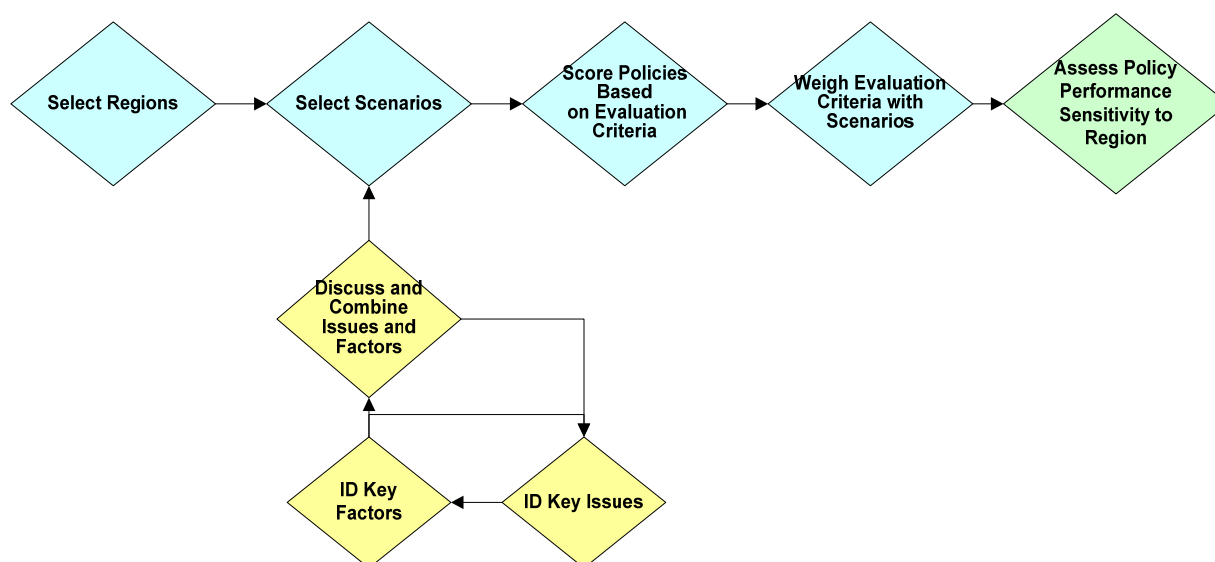 Select Regions
Select Scenarios
Score Policies
Based
on Evaluation
Criteria
Weigh Evaluation
Criteria with
Scenarios
Assess Policy
Performance
Sensitivity to
Region
Discuss and
Combine
Issues and
Factors
ID Key
Factors
ID Key Issues